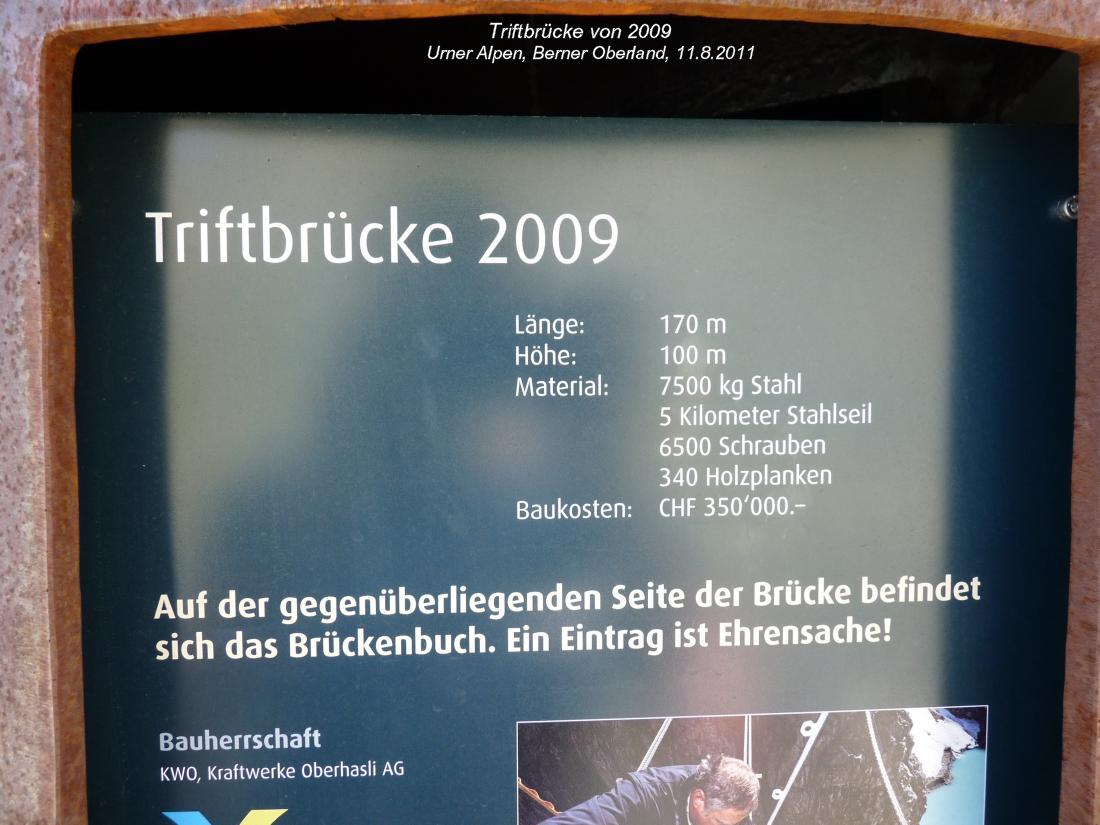 Triftbrücke von 2009
Urner Alpen, Berner Oberland, 11.8.2011
Triftbrücke 2009
Länge: 170 m
Höhe: 100 m
Material: 7500 kg Stahl
5 Kilometer Stahlseil
6500 Schrauben
340 Holzplanken
Baukosten: CHF 350‘000.–
Auf der gegenüberliegenden Seite der Brücke befindet
sich das Brückenbuch. Ein Eintrag ist Ehrensache!
Bauherrschaft
KWO, Kraftwerke Oberhasli AG